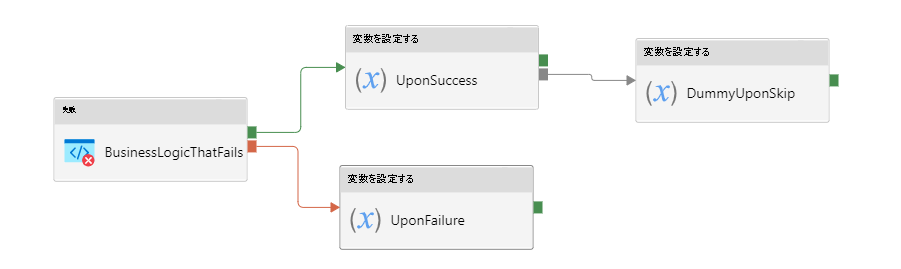 変数を設定する
(x) UponSuccess
変数を設定する
(x) DummyUponSkip
失敗
BusinessLogicThatFails
変数を設定する
(x) UponFailure